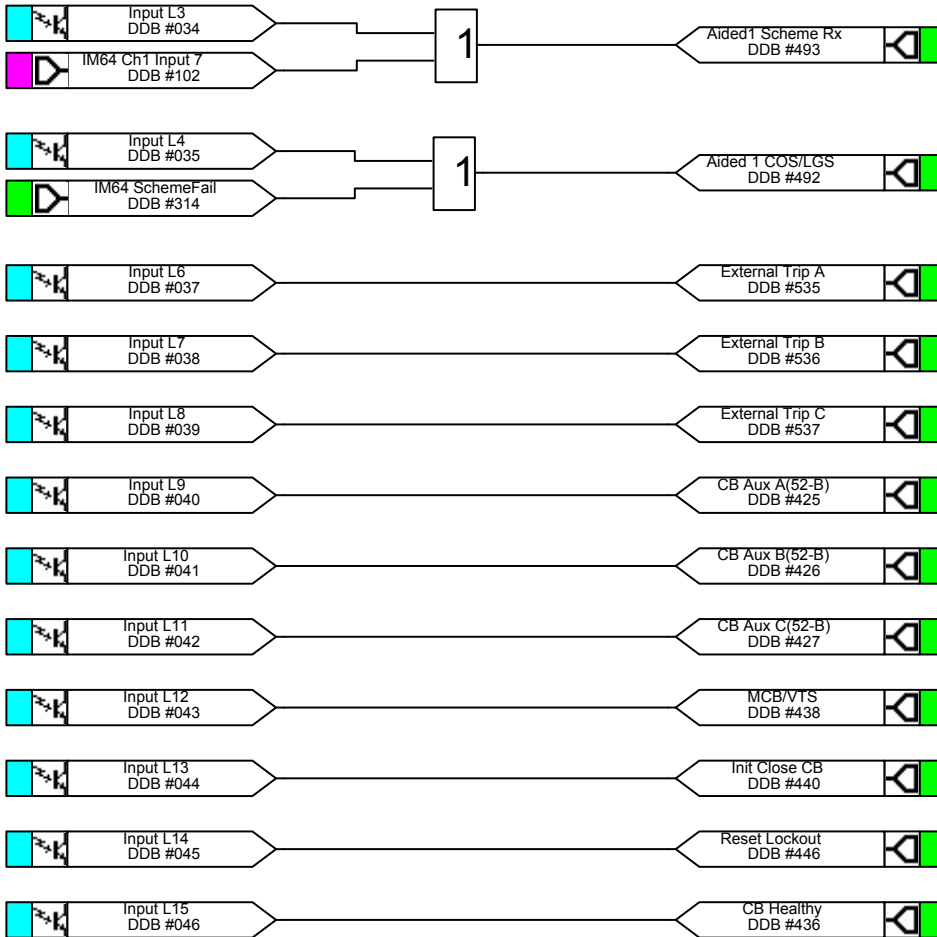 Input L3
DDB #034
IM64 Ch1 Input 7
DDB #102
1
Aided1 Scheme Rx
DDB #493
Input L4
DDB #035
IM64 SchemeFail
DDB #314
1
Aided 1 COS/LGS
DDB #492
Input L6
DDB #037
External Trip A
DDB #535
Input L7
DDB #038
External Trip B
DDB #536
Input L8
DDB #039
External Trip C
DDB #537
Input L9
DDB #040
CB Aux A(52-B)
DDB #425
Input L10
DDB #041
CB Aux B(52-B)
DDB #426
Input L11
DDB #042
CB Aux C(52-B)
DDB #427
Input L12
DDB #043
MCB/VTS
DDB #438
Input L13
DDB #044
Init Close CB
DDB #440
Input L14
DDB #045
Reset Lockout
DDB #446
Input L15
DDB #046
CB Healthy
DDB #436